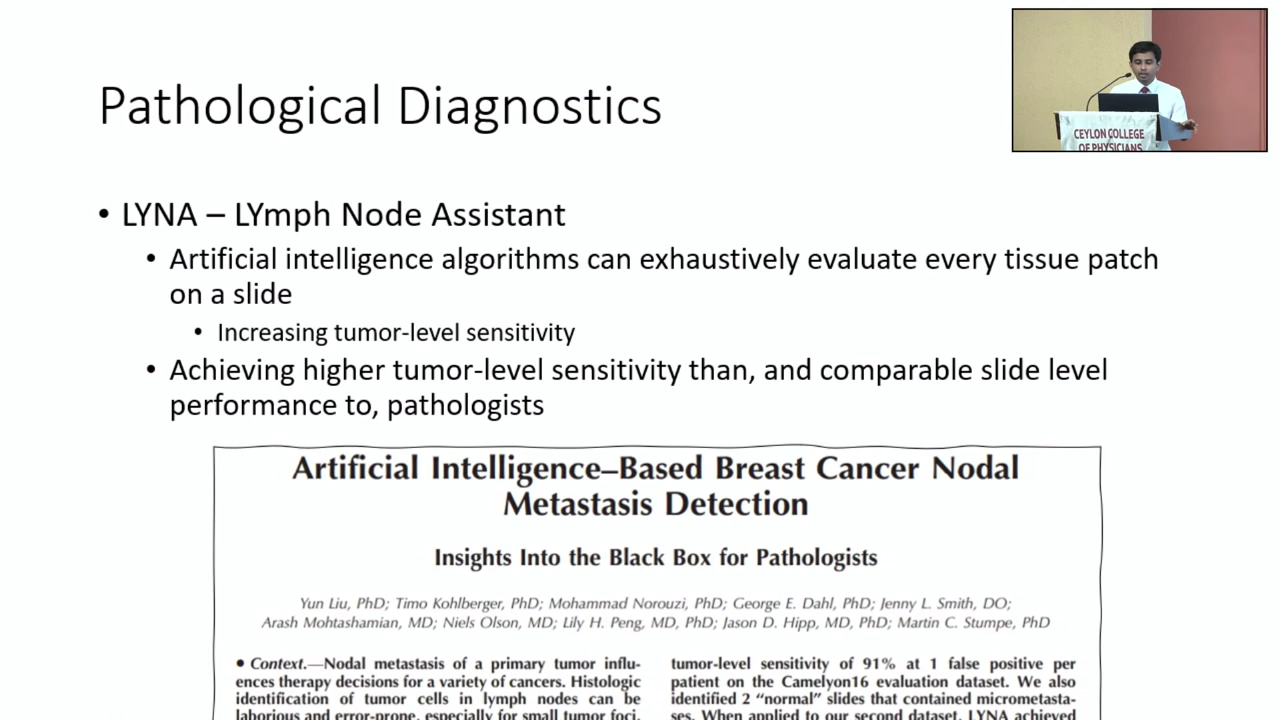 Pathological Diagnostics
CEYLON COLLEGE
OF PHYSICIANS
• LYNA – LYmph Node Assistant
• Artificial intelligence algorithms can exhaustively evaluate every tissue patch
on a slide
• Increasing tumor-level sensitivity
• Achieving higher tumor-level sensitivity than, and comparable slide level
performance to, pathologists
Artificial Intelligence–Based Breast Cancer Nodal
Metastasis Detection
Insights Into the Black Box for Pathologists
Yun Liu, PhD; Timo Kohlberger, PhD; Mohammad Norouzi, PhD; George E. Dahl, PhD; Jenny L. Smith, DO;
Arash Mohtashamian, MD; Niels Olson, MD; Lily H. Peng, MD, PhD; Jason D. Hipp, MD, PhD; Martin C. Stumpe, PhD
• Context.—Nodal metastasis of a primary tumor influ-
ences therapy decisions for a variety of cancers. Histologic
identification of tumor cells in lymph nodes can be
laborious and error-prone, especially for small tumor foci.
tumor-level sensitivity of 91% at 1 false positive per
patient on the Camelyon16 evaluation dataset. We also
identified 2 “normal” slides that contained micrometasta-
ses. When applied to our second dataset, LYNA achieved